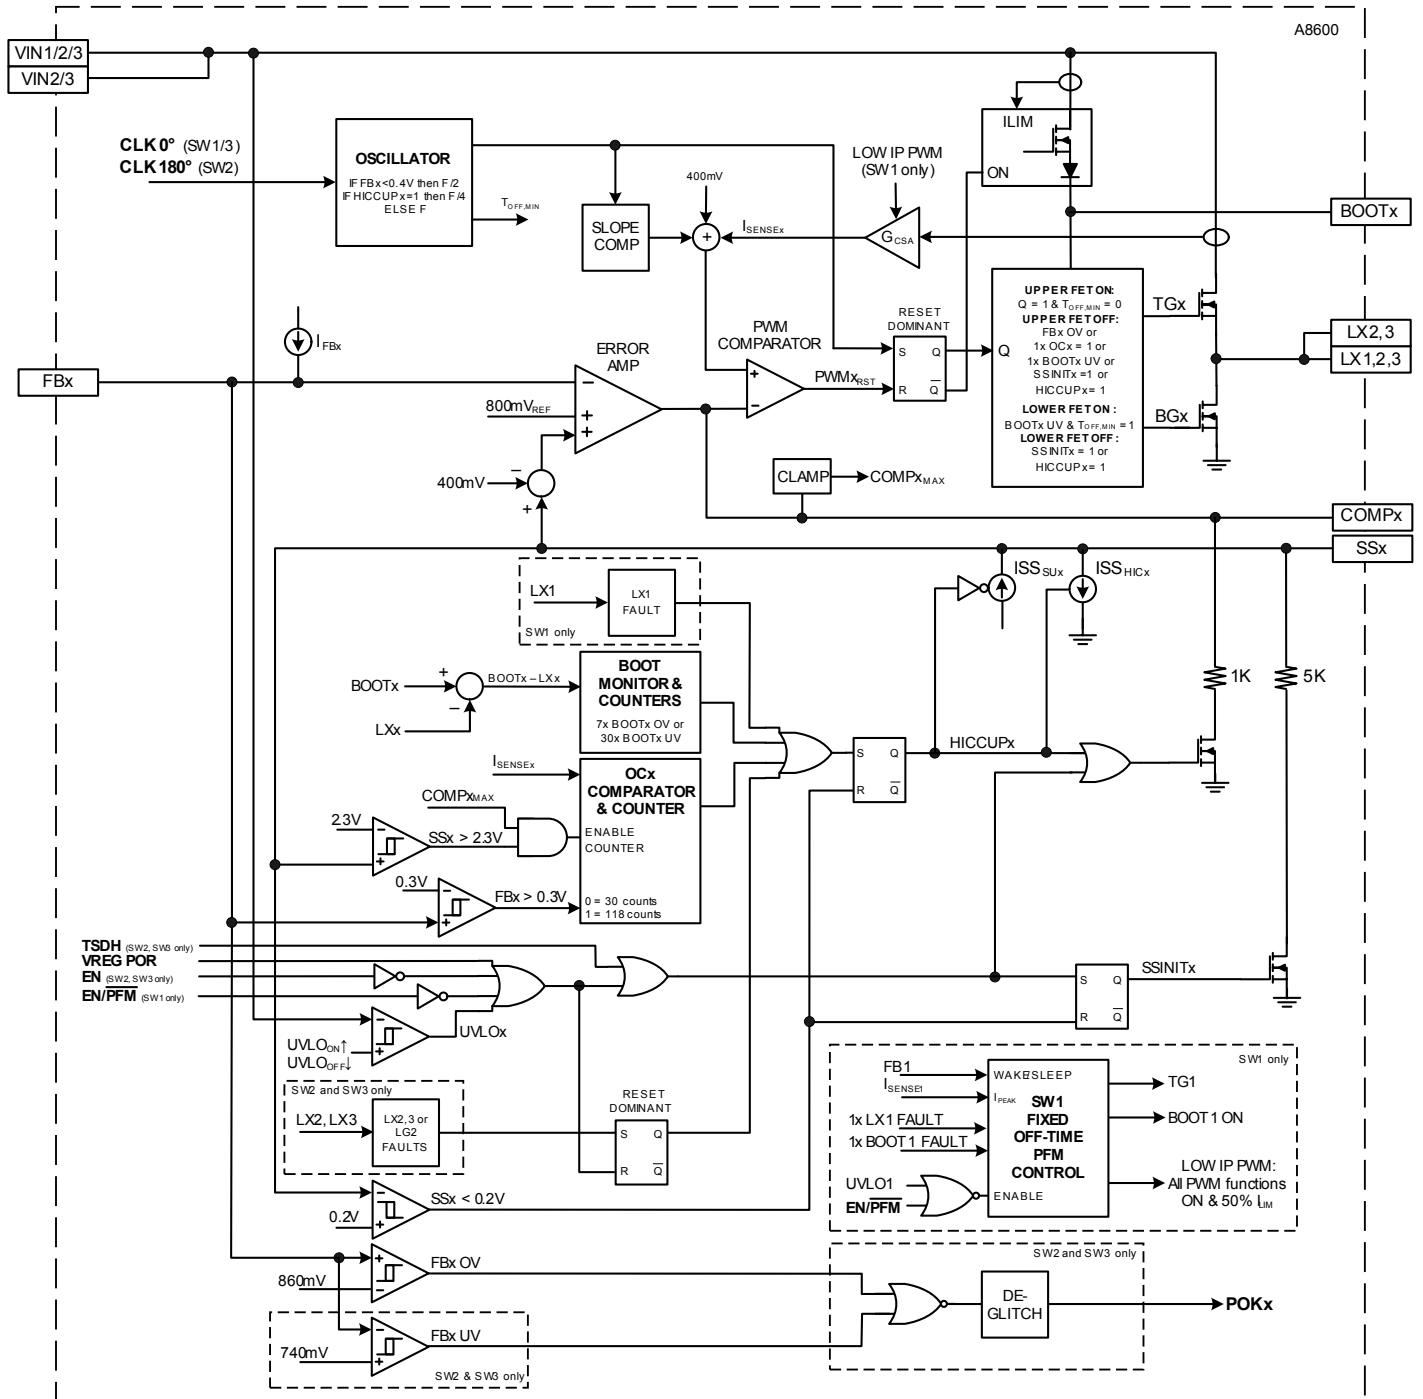 A8600
VIN1/2/3
VIN2/3
CLK 0° (SW1/3)
CLK 180° (SW2)
OSCILLATOR
IF FBx<0.4V then F/2
IF HICCUPx=1 then F/4
ELSE F
TOFF,MIN
SLOPE
COMP
400mV
+
ISENSEx
LOW IP PWM
(SW1 only)
GCSA
ILIM
ON
BOOTx
UPPER FET ON:
Q = 1 & TOFF,MIN = 0
UPPER FET OFF:
FBx OV or
1x OCx = 1 or
1x BOOTx UV or
SSINITx =1 or
HICCUPx = 1
LOWER FET ON :
BOOTx UV & TOFF,MIN = 1
LOWER FET OFF:
SSINITx = 1 or
HICCUPx = 1
Q
TGx
BGx
LX2, 3
LX1,2,3
RESET
DOMINANT
S Q
R Q
PWM
COMPARATOR
+
−
PWMxRST
IFBx
FBx
ERROR
AMP
−
+
+
800mVREF
400mV
−
+
CLAMP
COMPxMAX
COMPx
SSx
LX1
LX1
FAULT
SW1 only
ISSSUx
ISSHICx
1K
5K
BOOTx
+
−
LXx
BOOTx – LXx
BOOT
MONITOR &
COUNTERS
7x BOOTx OV or
30x BOOTx UV
ISENSEx
OCx
COMPARATOR
& COUNTER
ENABLE
COUNTER
0 = 30 counts
1 = 118 counts
COMPxMAX
2.3V
−
+
SSx > 2.3V
0.3V
−
+
FBx > 0.3V
S Q
R Q
HICCUPx
TSDH (SW2, SW3 only)
VREG POR
EN (SW2, SW3 only)
EN/PFM (SW1 only)
UVLOON↑
UVLOOFF↓
−
+
UVLOx
S Q
R Q
SSINITx
SW2 and SW3 only
LX2, LX3
LX2,3 or
LG2
FAULTS
RESET
DOMINANT
S Q
R Q
SW1 only
FB1
ISENSE1
1x LX1 FAULT
1x BOOT1 FAULT
UVLO1
EN/PFM
WAKE/SLEEP
IPEAK
SW1
FIXED
OFF-TIME
PFM
CONTROL
ENABLE
TG1
BOOT1 ON
LOW IP PWM:
All PWM functions
ON & 50% ILIM
−
+
0.2V
SSx < 0.2V
+
−
860mV
FBx OV
−
+
740mV
FBx UV
SW2 & SW3 only
SW2 and SW3 only
DE-
GLITCH
POKx